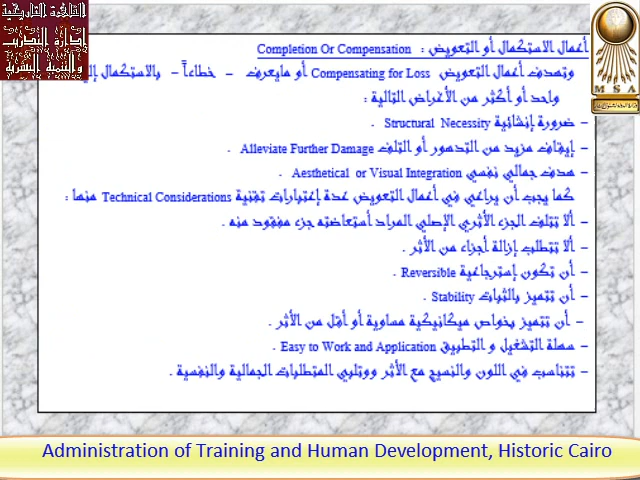 القاهرة التاريخية
إدارة التدريب
والتنمية البشرية
MSA
أعمال الاستكمال أو التعويض : Completion Or Compensation
وتهدف أعمال التعويض Compensating for Loss أو مايعرف - خطاءاً - بالاستكمال
واحد أو أكثر من الأغراض التالية:
- ضرورة إنشائية Structural Necessity .
- إيقاف مزيد من التدهور أو التلف Alleviate Further Damage .
- هدف جمالي نفسي Aesthetical or Visual Integration .
كما يجب أن يراعي في أعمال التعويض عدة إعتبارات تقنية Technical Considerations منها :
- ألا تتلف الجزء الأثري الإصلي المراد أستعاضته جزء مفقود منه .
- ألا تتطلب إزالة أجزاء من الأثر .
- أن تكون إسترجاعية Reversible .
- أن تتميز بالثبات Stability .
- أن تتميز بخواص ميكانيكية مساوية أو أقل من الأثر .
- سهلة التشغيل و التطبيق Easy to Work and Application .
- تتناسب في اللون والنسيج مع الأثر ووتلبي المتطلبات الجمالية والنفسية .
Administration of Training and Human Development, Historic Cairo